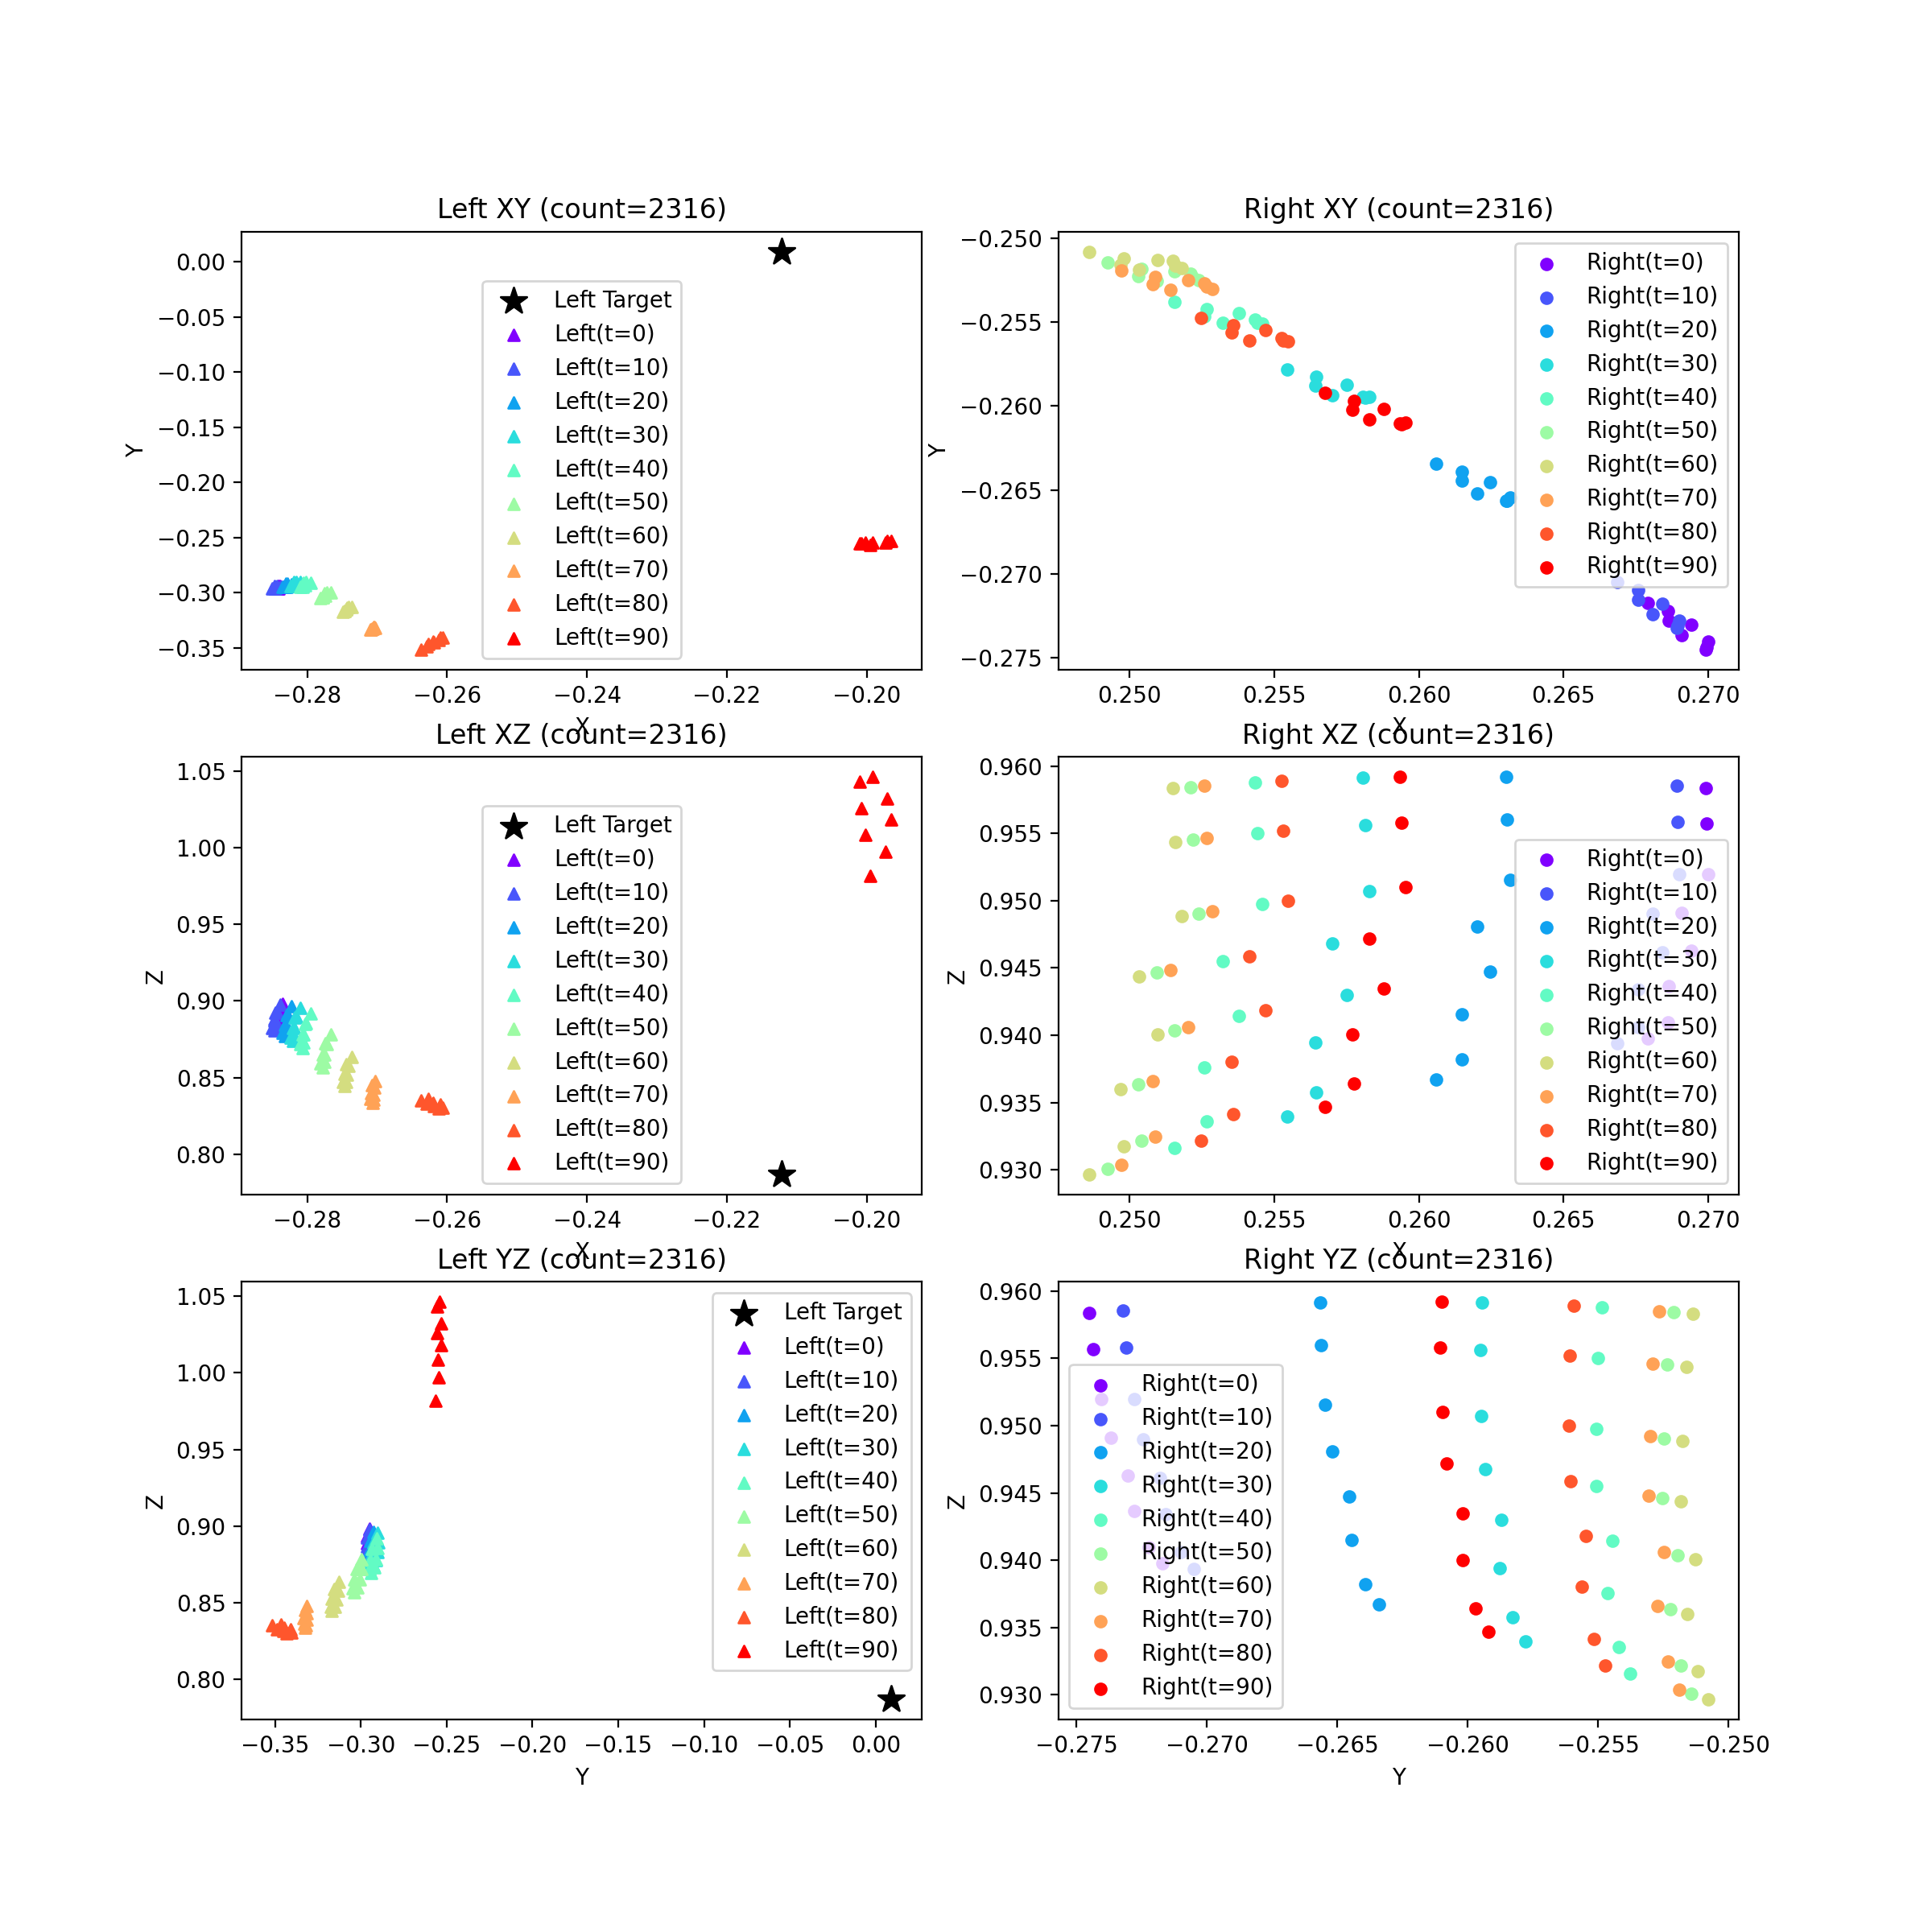 Left XY (count=2316)
0.00
−0.05
−0.10
−0.15
−0.20
−0.25
−0.30
−0.35
Y
Left Target
Left(t=0)
Left(t=10)
Left(t=20)
Left(t=30)
Left(t=40)
Left(t=50)
Left(t=60)
Left(t=70)
Left(t=80)
Left(t=90)
−0.28 −0.26 −0.24 −0.22 −0.20
X
Right XY (count=2316)
−0.250
−0.255
−0.260
−0.265
−0.270
−0.275
Y
Right(t=0)
Right(t=10)
Right(t=20)
Right(t=30)
Right(t=40)
Right(t=50)
Right(t=60)
Right(t=70)
Right(t=80)
Right(t=90)
0.250 0.255 0.260 0.265 0.270
X
Left XZ (count=2316)
1.05
1.00
0.95
0.90
0.85
0.80
Z
Left Target
Left(t=0)
Left(t=10)
Left(t=20)
Left(t=30)
Left(t=40)
Left(t=50)
Left(t=60)
Left(t=70)
Left(t=80)
Left(t=90)
−0.28 −0.26 −0.24 −0.22 −0.20
X
Right XZ (count=2316)
0.960
0.955
0.950
0.945
0.940
0.935
0.930
Z
Right(t=0)
Right(t=10)
Right(t=20)
Right(t=30)
Right(t=40)
Right(t=50)
Right(t=60)
Right(t=70)
Right(t=80)
Right(t=90)
0.250 0.255 0.260 0.265 0.270
X
Left YZ (count=2316)
1.05
1.00
0.95
0.90
0.85
0.80
Z
Left Target
Left(t=0)
Left(t=10)
Left(t=20)
Left(t=30)
Left(t=40)
Left(t=50)
Left(t=60)
Left(t=70)
Left(t=80)
Left(t=90)
−0.35 −0.30 −0.25 −0.20 −0.15 −0.10 −0.05 0.00
Y
Right YZ (count=2316)
0.960
0.955
0.950
0.945
0.940
0.935
0.930
Z
Right(t=0)
Right(t=10)
Right(t=20)
Right(t=30)
Right(t=40)
Right(t=50)
Right(t=60)
Right(t=70)
Right(t=80)
Right(t=90)
−0.275 −0.270 −0.265 −0.260 −0.255 −0.250
Y